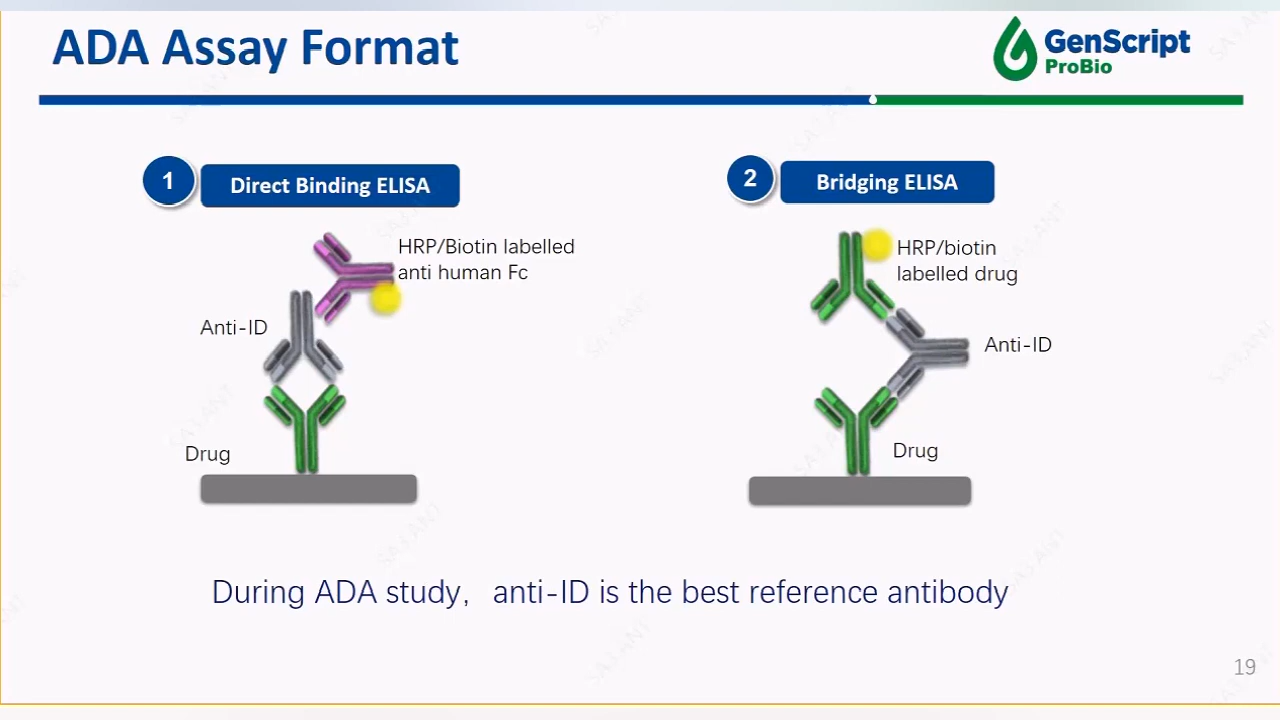 ADA Assay Format
GenScript
ProBio
1
Direct Binding ELISA
HRP/Biotin labelled
anti human Fc
Anti-ID
Drug
2
Bridging ELISA
HRP/biotin
labelled drug
Anti-ID
Drug
During ADA study, anti-ID is the best reference antibody
19